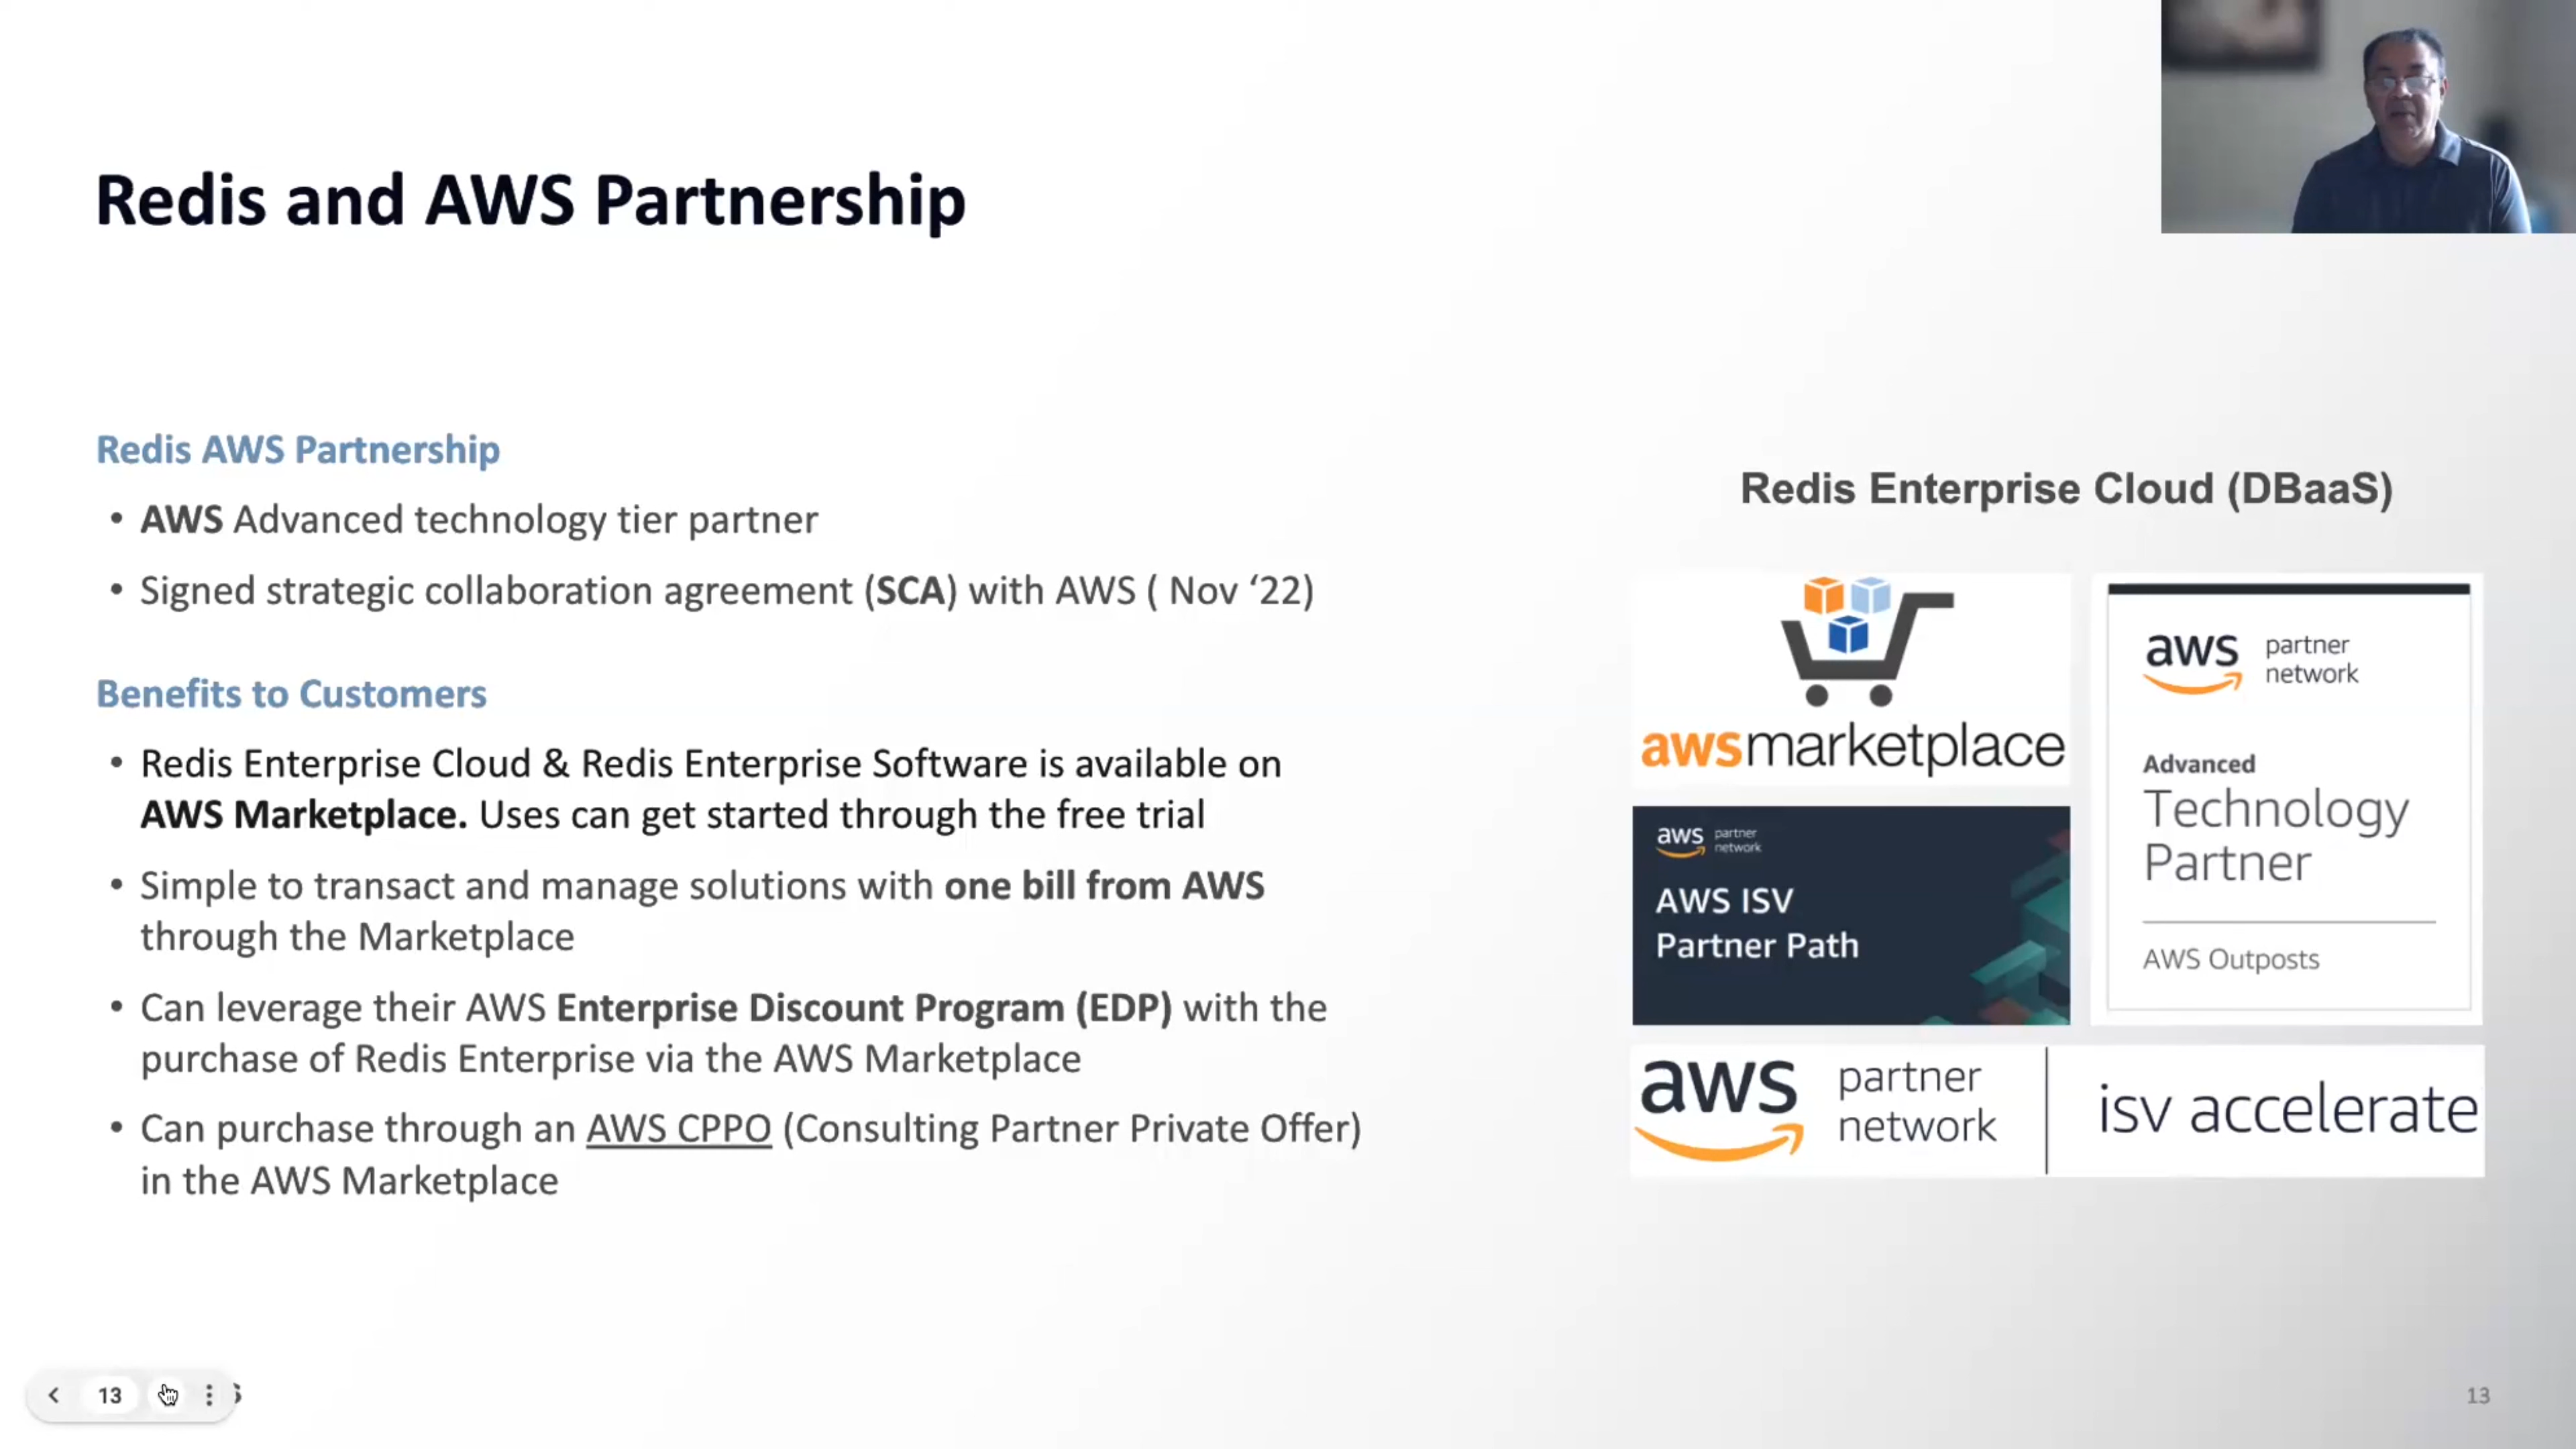 Redis and AWS Partnership
Redis AWS Partnership
• AWS Advanced technology tier partner
• Signed strategic collaboration agreement (SCA) with AWS ( Nov ‘22)
Benefits to Customers
• Redis Enterprise Cloud & Redis Enterprise Software is available on
AWS Marketplace. Uses can get started through the free trial
• Simple to transact and manage solutions with one bill from AWS
through the Marketplace
• Can leverage their AWS Enterprise Discount Program (EDP) with the
purchase of Redis Enterprise via the AWS Marketplace
• Can purchase through an AWS CPPO (Consulting Partner Private Offer)
in the AWS Marketplace
Redis Enterprise Cloud (DBaaS)
awsmarketplace
aws partner
network
AWS ISV
Partner Path
aws partner
network
Advanced
Technology
Partner
AWS Outposts
aws partner
network
isv accelerate
13
13